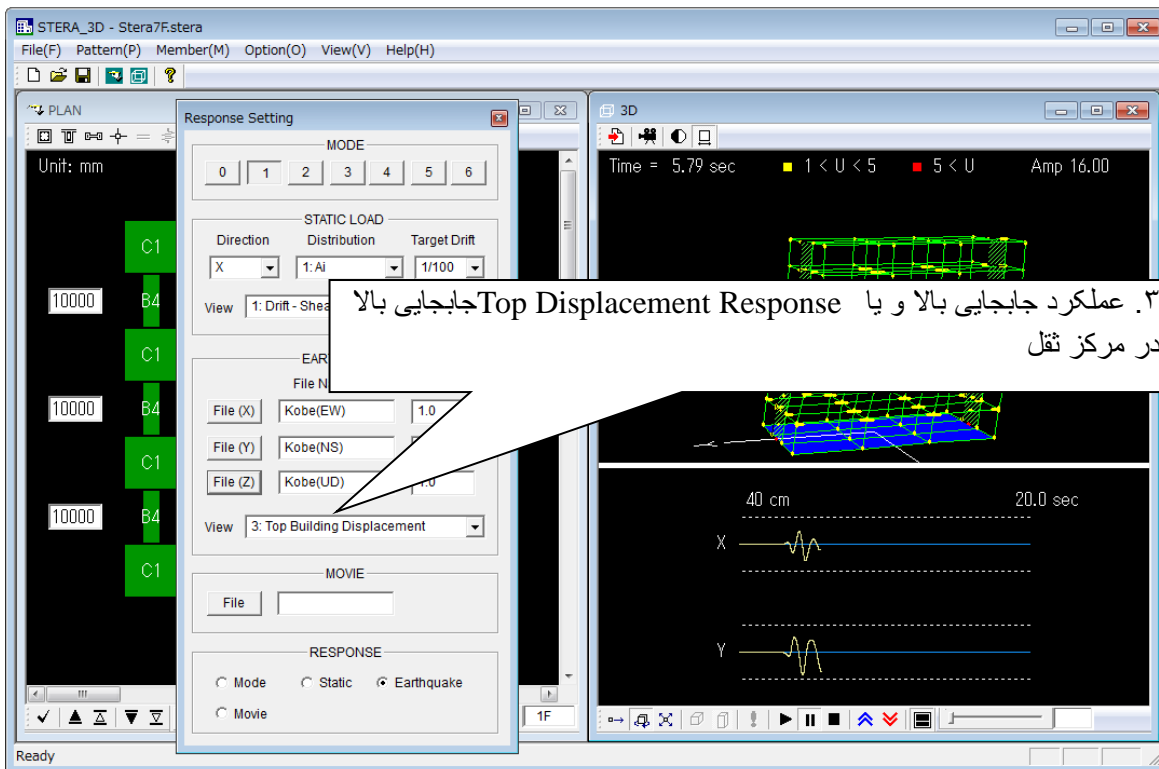 STERA_3D - Stera7F.stera
File(F) Pattern(P) Member(M) Option(O) View(V) Help(H)
PLAN
Unit: mm
C1
10000 B4
C1
10000 B4
C1
10000 B4
C1
1F
Response Setting
MODE
0 1 2 3 4 5 6
STATIC LOAD
Direction Distribution Target Drift
X 1: Ai 1/100
View 1: Drift - Shea
EAR
File N
File (X) Kobe(EW) 1.0
File (Y) Kobe(NS)
File (Z) Kobe(UD) 1.0
View 3: Top Building Displacement
MOVIE
File
RESPONSE
Mode Static Earthquake
Movie
٣. عملکرد جابجایی بالا و یا Top Displacement Response جابجایی بالا
در مرکز ثقل
3D
Time = 5.79 sec 1 < U < 5 5 < U Amp 16.00
40 cm 20.0 sec
X
Y
Ready